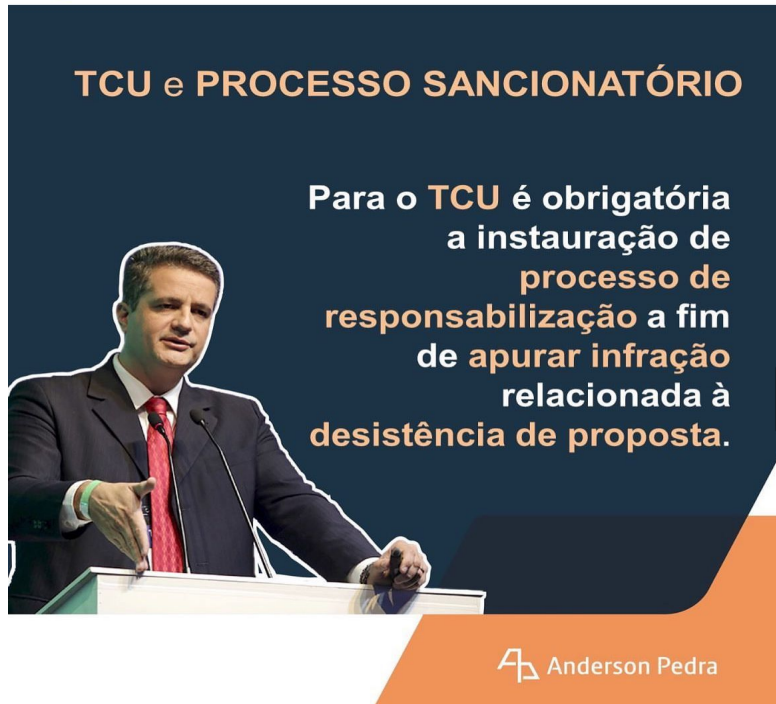 TCU e PROCESSO SANCIONATÓRIO
Para o TCU é obrigatória
a instauração de
processo de
responsabilização a fim
de apurar infração
relacionada à
desistência de proposta.
Anderson Pedra